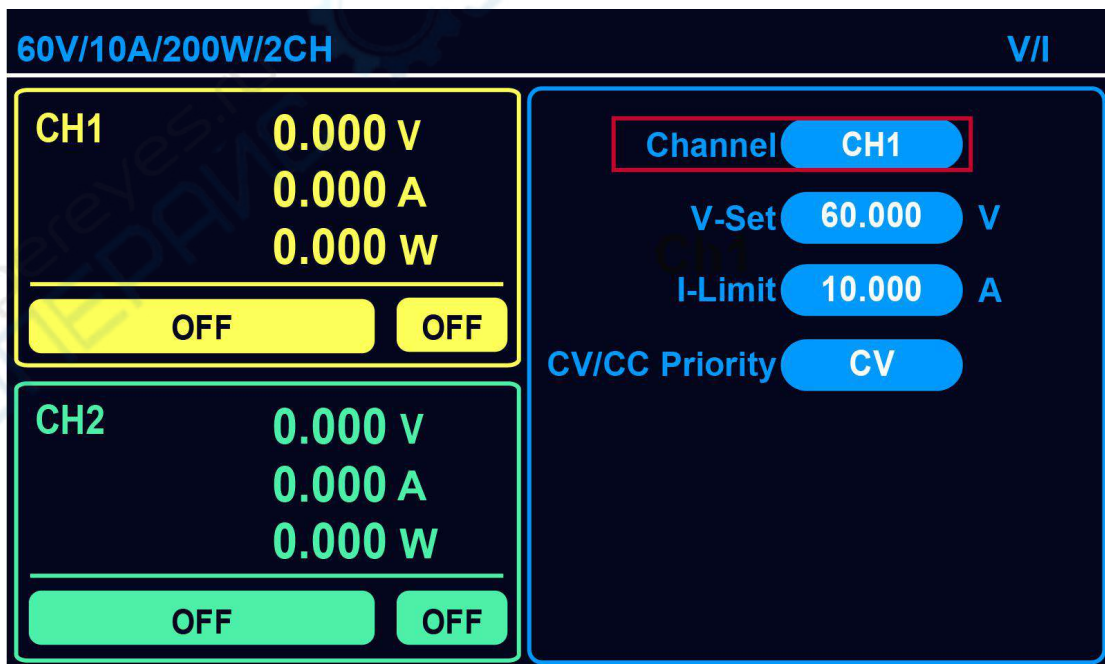 60V/10A/200W/2CH V/I
CH1 0.000 V
0.000 A
0.000 W
OFF OFF
CH2 0.000 V
0.000 A
0.000 W
OFF OFF
Channel CH1
V-Set 60.000 V
Ch1
I-Limit 10.000 A
CV/CC Priority CV